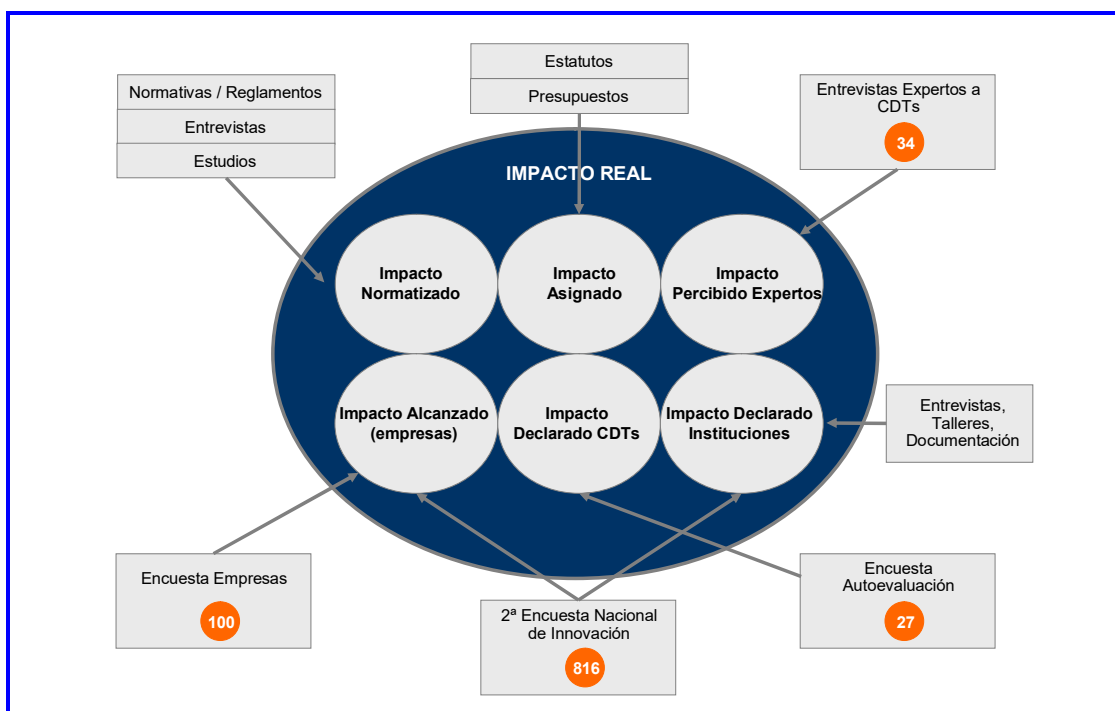 Estatutos
Presupuestos
Normativas / Reglamentos
Entrevistas
Estudios
Entrevistas Expertos a
CDTs
34
IMPACTO REAL
Impacto
Normatizado
Impacto
Asignado
Impacto
Percibido Expertos
Impacto Alcanzado
(empresas)
Impacto
Declarado CDTs
Impacto Declarado
Instituciones
Entrevistas,
Talleres,
Documentación
Encuesta Empresas
100
2ª Encuesta Nacional
de Innovación
816
Encuesta
Autoevaluación
27